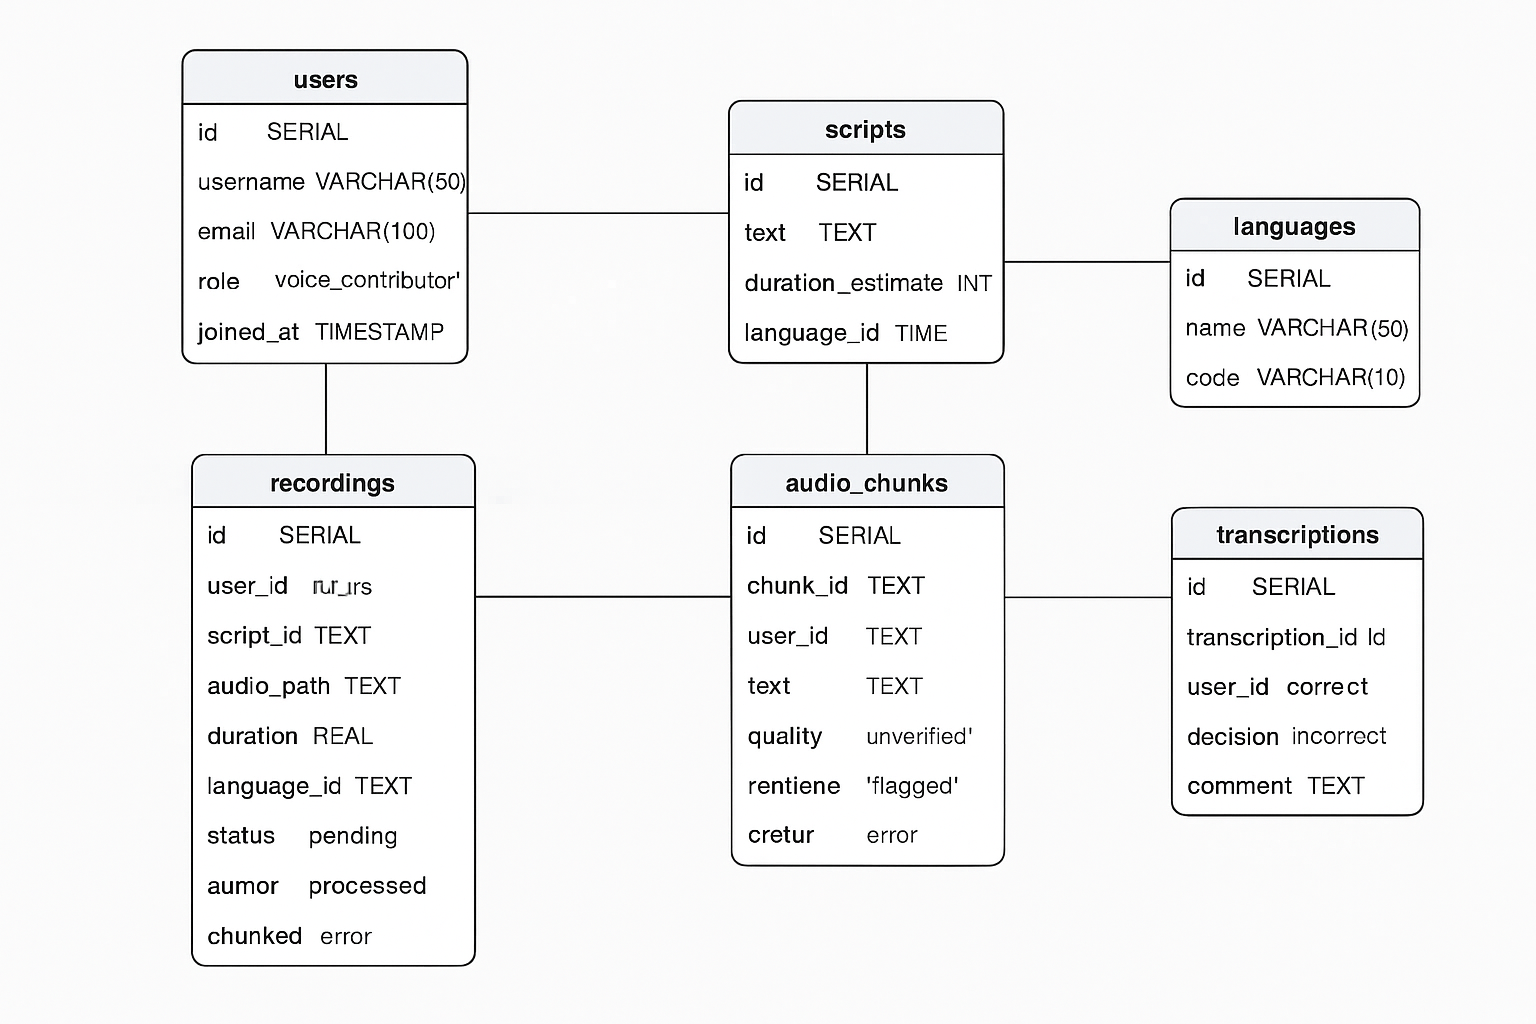 users
id SERIAL
username VARCHAR(50)
email VARCHAR(100)
role voice_contributor'
joined_at TIMESTAMP
scripts
id SERIAL
text TEXT
duration_estimate INT
language_id TIME
languages
id SERIAL
name VARCHAR(50)
code VARCHAR(10)
recordings
id SERIAL
user_id
script_id TEXT
audio_path TEXT
duration REAL
language_id TEXT
status pending
aumor processed
chunked error
audio_chunks
id SERIAL
chunk_id TEXT
user_id TEXT
text TEXT
quality unverified'
rentiene 'flagged'
cretur error
transcriptions
id SERIAL
transcription_id Id
user_id correct
decision incorrect
comment TEXT